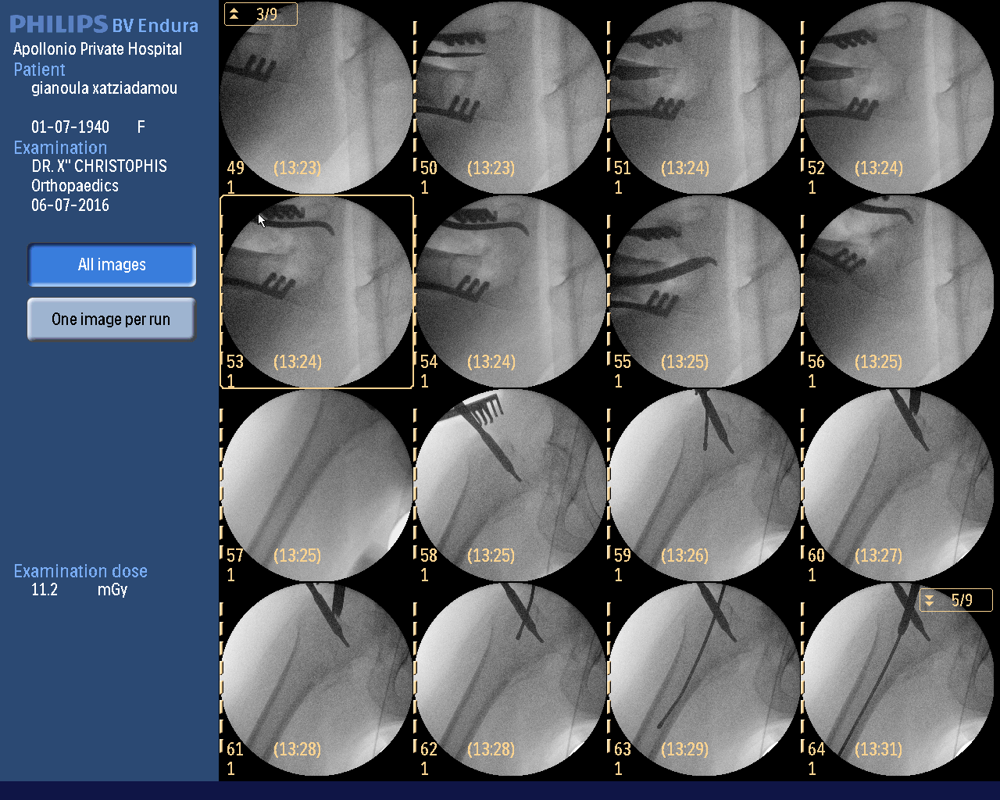 PHILIPS BV Endura
Apollonio Private Hospital
Patient
gianoula xatziadamou
01-07-1940 F
Examination
DR. X" CHRISTOPHIS
Orthopaedics
06-07-2016
All images
One image per run
Examination dose
11.2 mGy
3/9
49 (13:23)
1
50 (13:23)
1
51 (13:24)
1
52 (13:24)
1
53 (13:24)
1
54 (13:24)
1
55 (13:25)
1
56 (13:25)
1
57 (13:25)
1
58 (13:25)
1
59 (13:26)
1
60 (13:27)
1
5/9
61 (13:28)
1
62 (13:28)
1
63 (13:29)
1
64 (13:31)
1